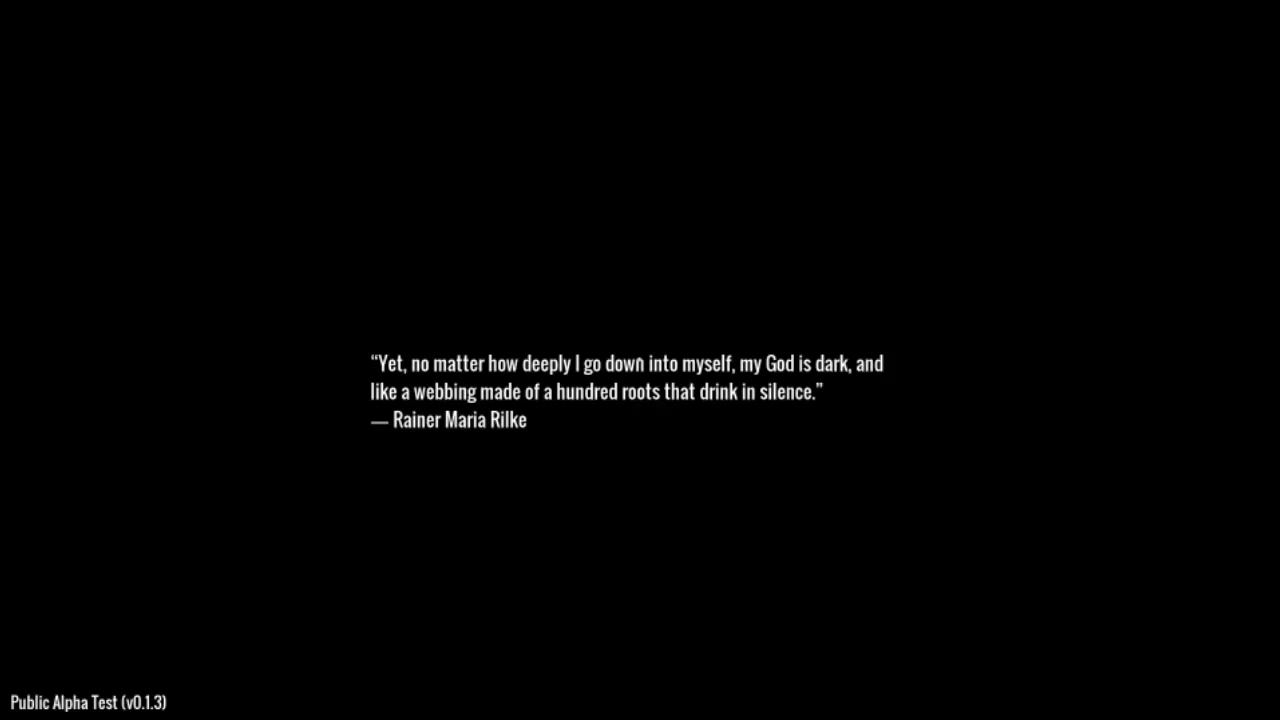 “Yet, no matter how deeply I go down into myself, my God is dark, and
like a webbing made of a hundred roots that drink in silence.”
— Rainer Maria Rilke
Public Alpha Test (v0.1.3)